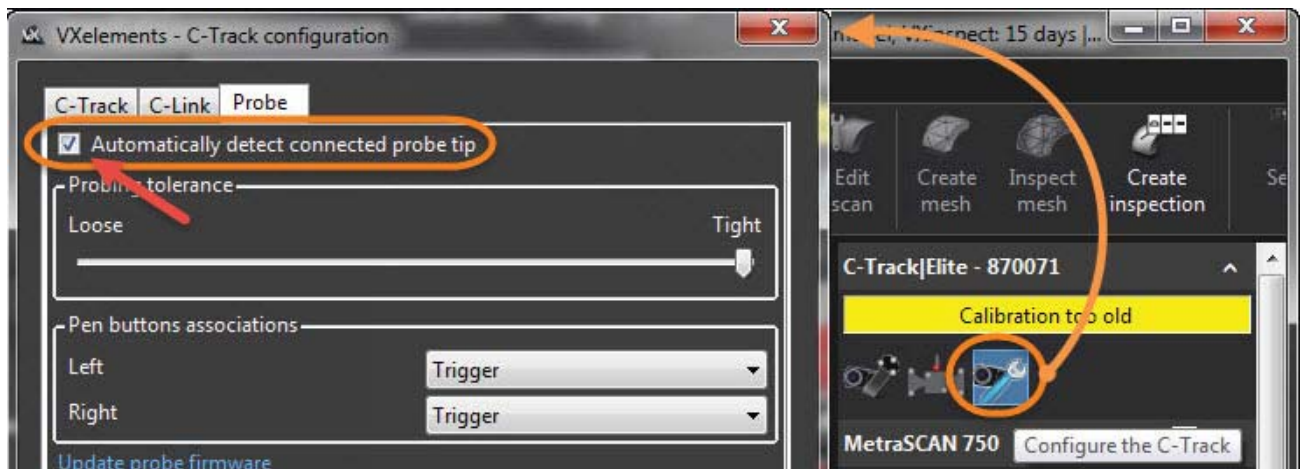 VXelements - C-Track configuration
C-Track C-Link Probe
Automatically detect connected probe tip
Probing tolerance
Loose Tight
Pen buttons associations
Left Trigger
Right Trigger
Update probe firmware
VXinspect: 15 days |...
Edit scan
Create mesh
Inspect mesh
Create inspection
Se
C-Track|Elite - 870071
Calibration too old
MetraSCAN 750
Configure the C-Track